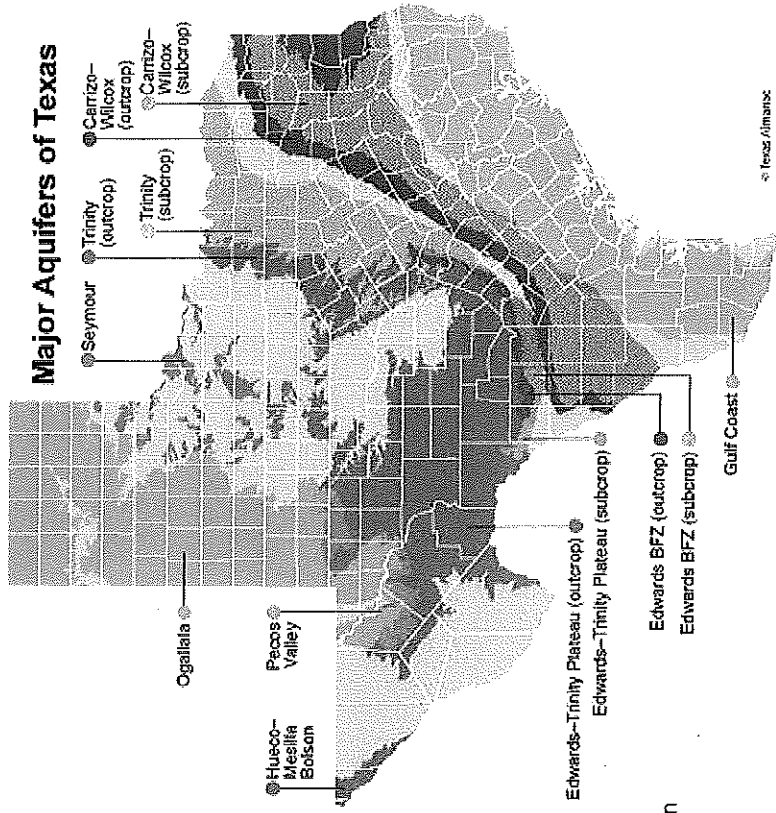 Major Aquifers of Texas
Seymour
Trinity
(outcrop)
Trinity
(subcrop)
Carrizo–
Wilcox
(outcrop)
Carrizo–
Wilcox
(subcrop)
Ogallala
Pecos
Valley
Hueco–
Mesilla
Bolson
Edwards–Trinity Plateau (outcrop)
Edwards–Trinity Plateau (subcrop)
Edwards BFZ (outcrop)
Edwards BFZ (subcrop)
Gulf Coast
© Texas Almanac
n